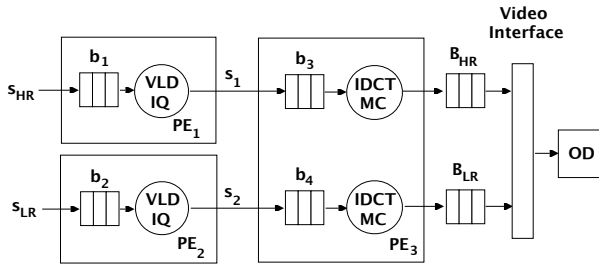 Video
Interface
b1
VLD
IQ
sHR
PE1
s1
b3
IDCT
MC
BHR
OD
b2
VLD
IQ
sLR
PE2
s2
b4
IDCT
MC
PE3
BLR